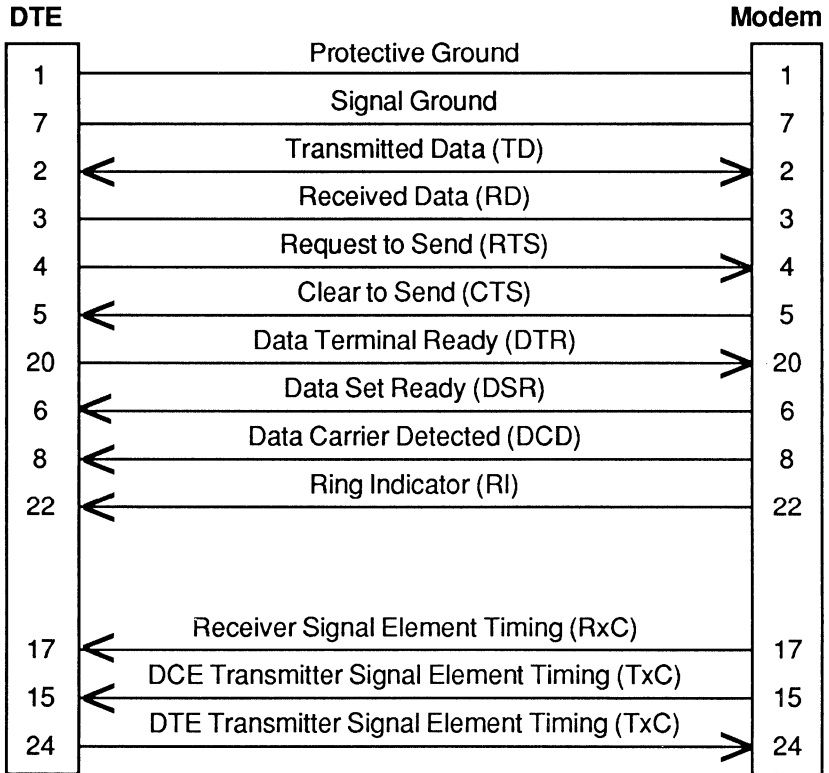 DTE Modem
Protective Ground
1 1
Signal Ground
7 7
Transmitted Data (TD)
2 2
Received Data (RD)
3 3
Request to Send (RTS)
4 4
Clear to Send (CTS)
5 5
Data Terminal Ready (DTR)
20 20
Data Set Ready (DSR)
6 6
Data Carrier Detected (DCD)
8 8
Ring Indicator (RI)
22 22
Receiver Signal Element Timing (RxC)
17 17
DCE Transmitter Signal Element Timing (TxC)
15 15
DTE Transmitter Signal Element Timing (TxC)
24 24